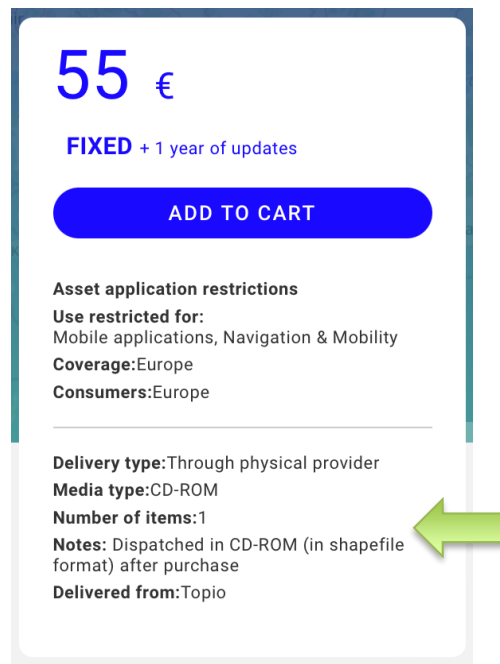 55 €
FIXED + 1 year of updates
ADD TO CART
Asset application restrictions
Use restricted for:
Mobile applications, Navigation & Mobility
Coverage:Europe
Consumers:Europe
Delivery type:Through physical provider
Media type:CD-ROM
Number of items:1
Notes: Dispatched in CD-ROM (in shapefile
format) after purchase
Delivered from:Topio